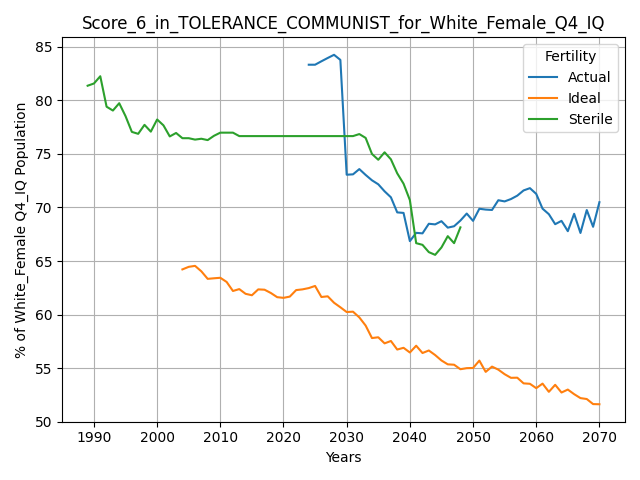 Score_6_in_TOLERANCE_COMMUNIST_for_White_Female_Q4_IQ
Fertility
Actual
Ideal
Sterile
% of White_Female Q4_IQ Population
85
80
75
70
65
60
55
50
1990 2000 2010 2020 2030 2040 2050 2060 2070
Years